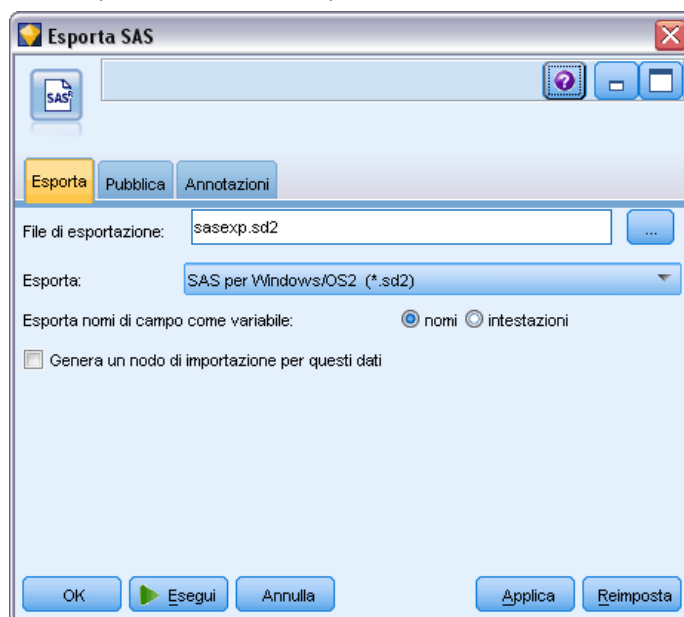 Esporta SAS
SAS
Esporta Pubblica Annotazioni
File di esportazione: sasexp.sd2 ...
Esporta: SAS per Windows/OS2 (*.sd2)
Esporta nomi di campo come variabile: nomi intestazioni
Genera un nodo di importazione per questi dati
OK Esegui Annulla Applica Reimposta